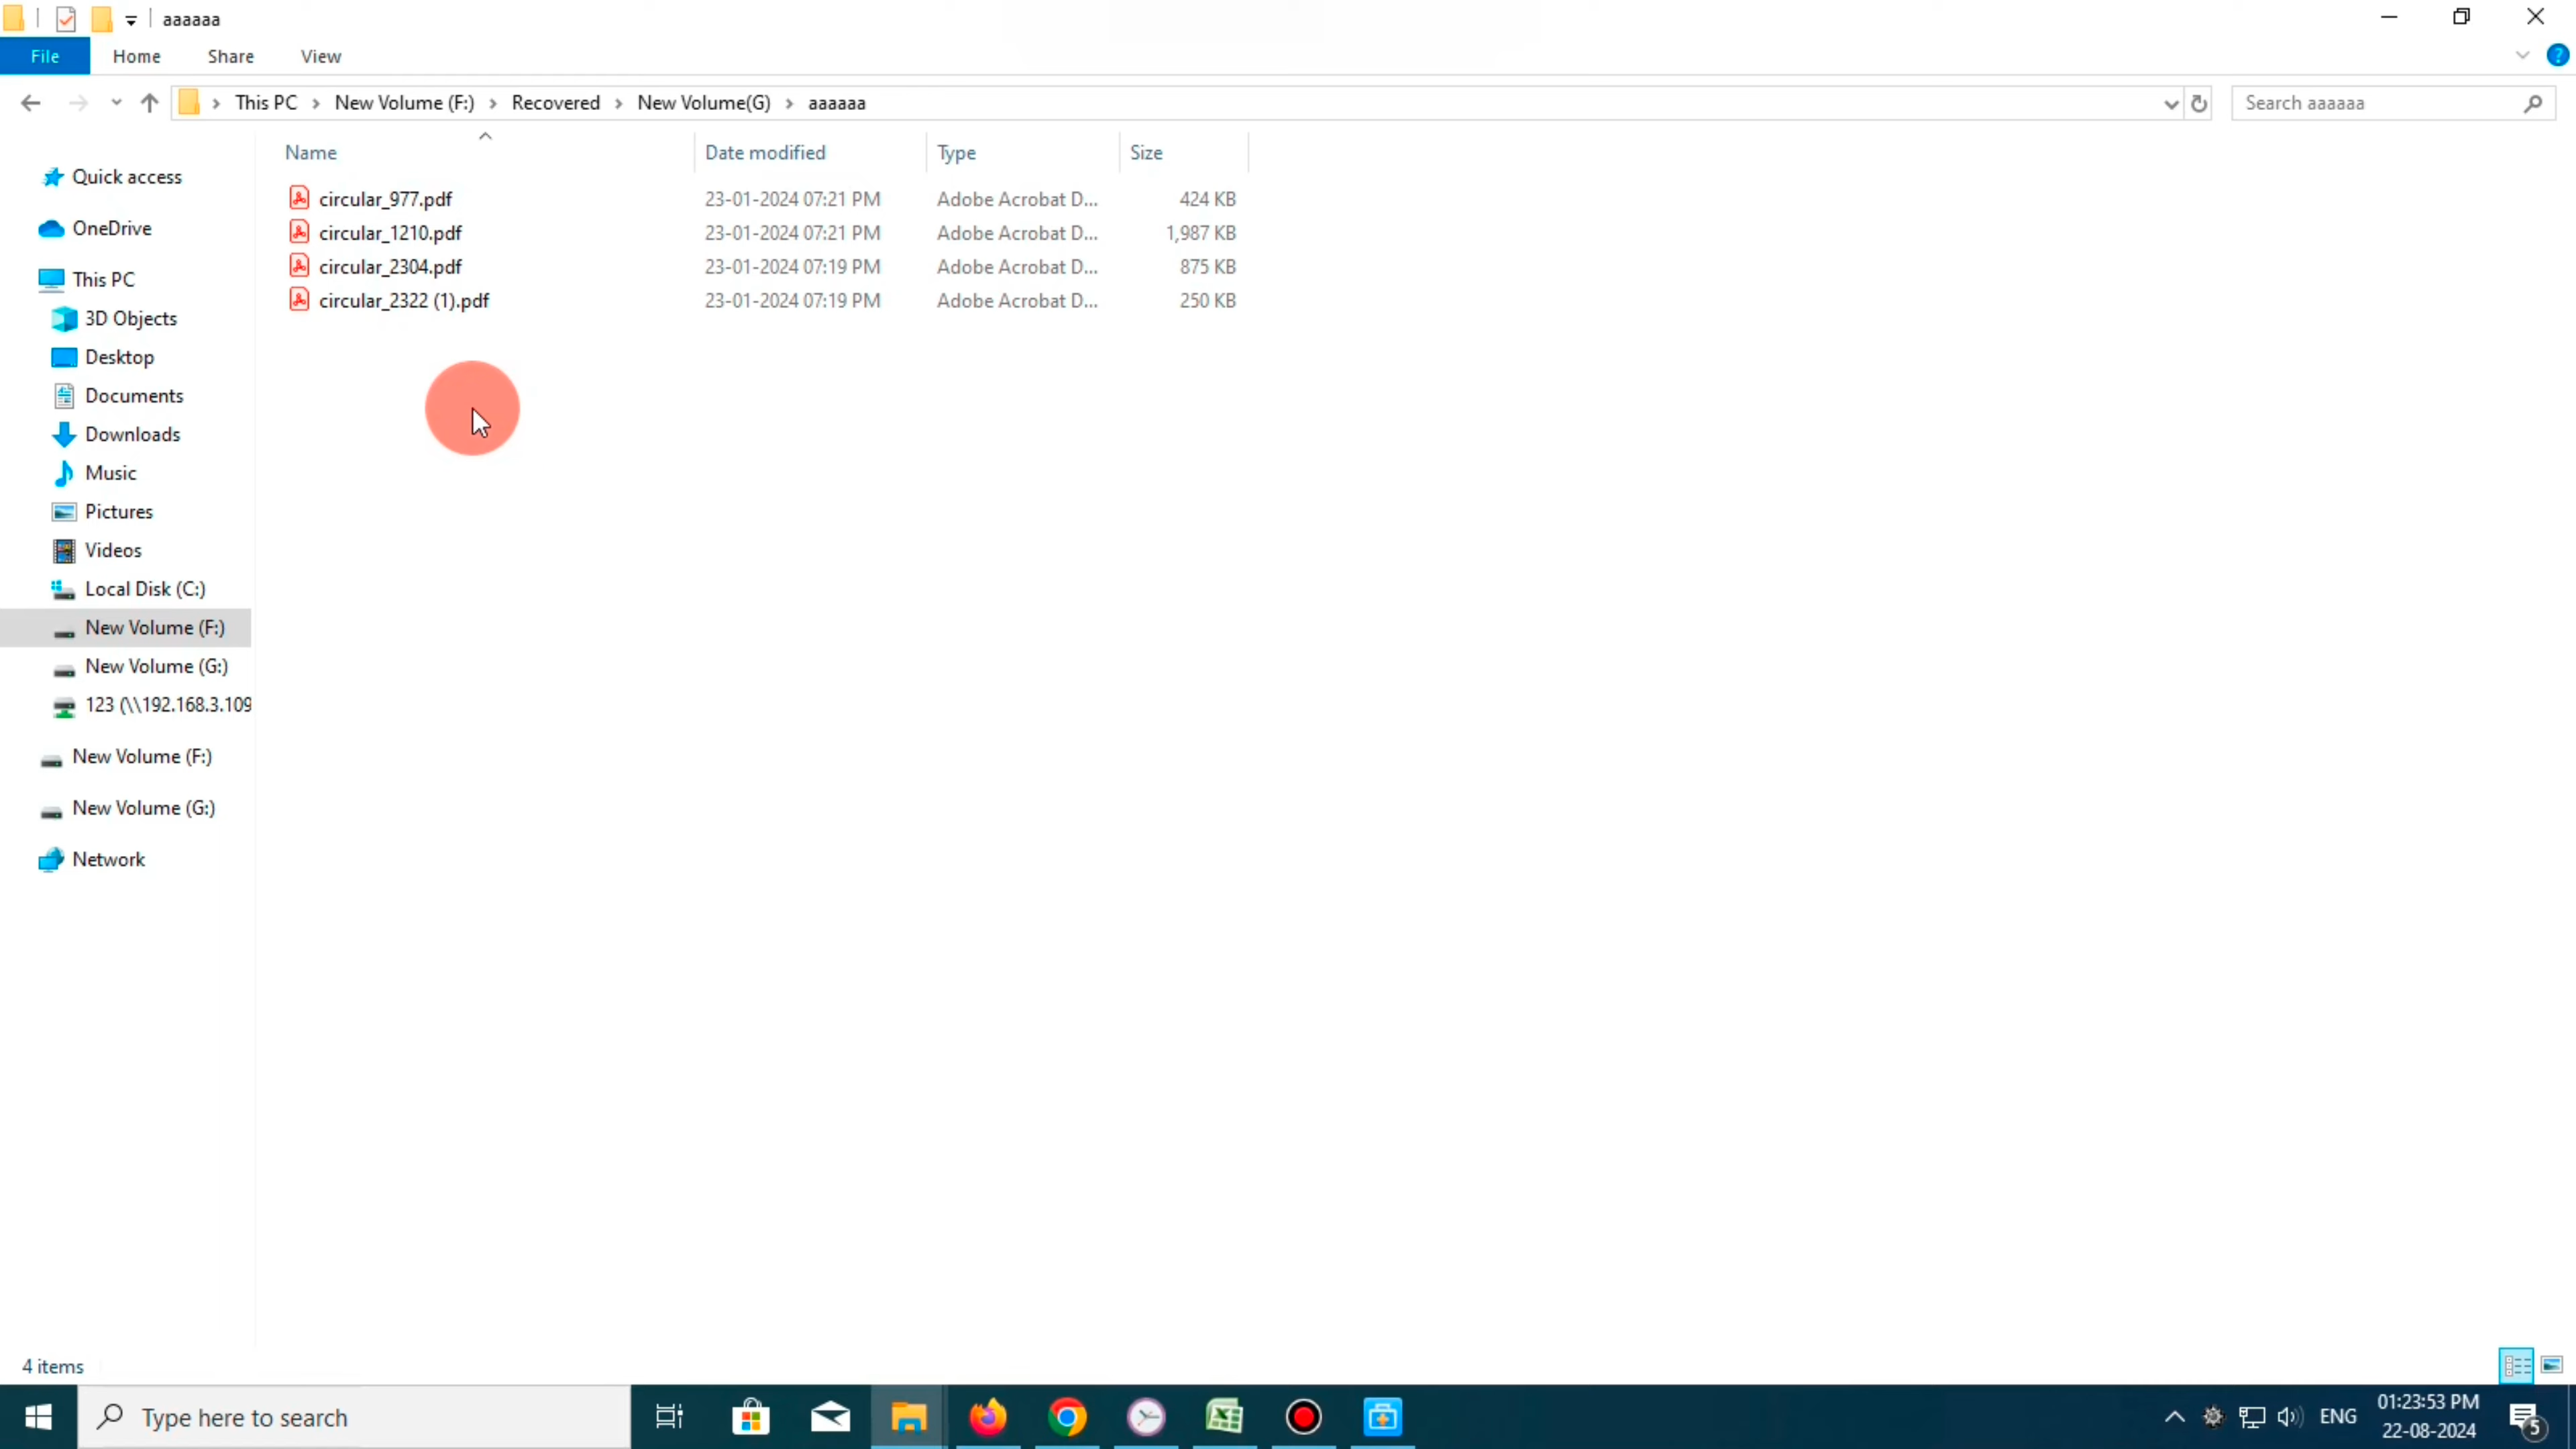 aaaaaa
File Home Share View
This PC New Volume (F:) Recovered New Volume(G) aaaaaa Search aaaaaa
Name Date modified Type Size
circular_977.pdf 23-01-2024 07:21 PM Adobe Acrobat D... 424 KB
circular_1210.pdf 23-01-2024 07:21 PM Adobe Acrobat D... 1,987 KB
circular_2304.pdf 23-01-2024 07:19 PM Adobe Acrobat D... 875 KB
circular_2322 (1).pdf 23-01-2024 07:19 PM Adobe Acrobat D... 250 KB
Quick access
OneDrive
This PC
3D Objects
Desktop
Documents
Downloads
Music
Pictures
Videos
Local Disk (C:)
New Volume (F:)
New Volume (G:)
123 (\\192.168.3.109
New Volume (F:)
New Volume (G:)
Network
4 items
Type here to search
ENG
01:23:53 PM
22-08-2024
5